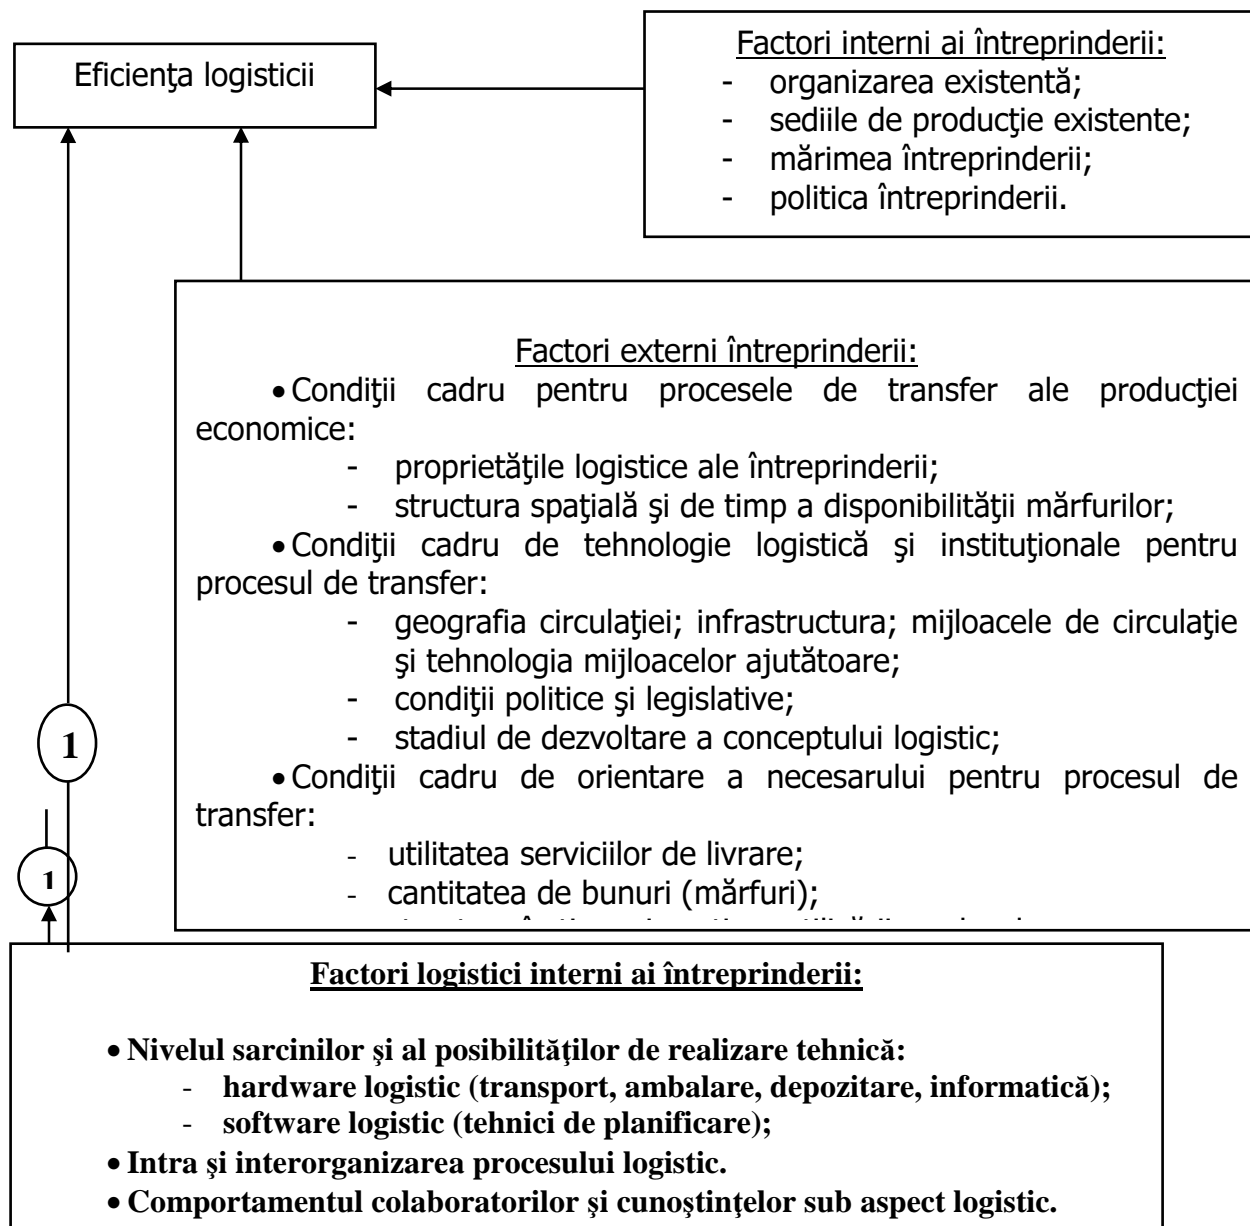 Eficienţa logisticii
Factori interni ai întreprinderii:
- organizarea existentă;
- sediile de producţie existente;
- mărimea întreprinderii;
- politica întreprinderii.
Factori externi întreprinderii:
• Condiţii cadru pentru procesele de transfer ale producţiei
economice:
- proprietăţile logistice ale întreprinderii;
- structura spaţială şi de timp a disponibilităţii mărfurilor;
• Condiţii cadru de tehnologie logistică şi instituţionale pentru
procesul de transfer:
- geografia circulaţiei; infrastructura; mijloacele de circulaţie
şi tehnologia mijloacelor ajutătoare;
- condiţii politice şi legislative;
- stadiul de dezvoltare a conceptului logistic;
• Condiţii cadru de orientare a necesarului pentru procesul de
transfer:
- utilitatea serviciilor de livrare;
- cantitatea de bunuri (mărfuri);
1
1
Factori logistici interni ai întreprinderii:
• Nivelul sarcinilor şi al posibilităţilor de realizare tehnică:
- hardware logistic (transport, ambalare, depozitare, informatică);
- software logistic (tehnici de planificare);
• Intra şi interorganizarea procesului logistic.
• Comportamentul colaboratorilor şi cunoştinţelor sub aspect logistic.